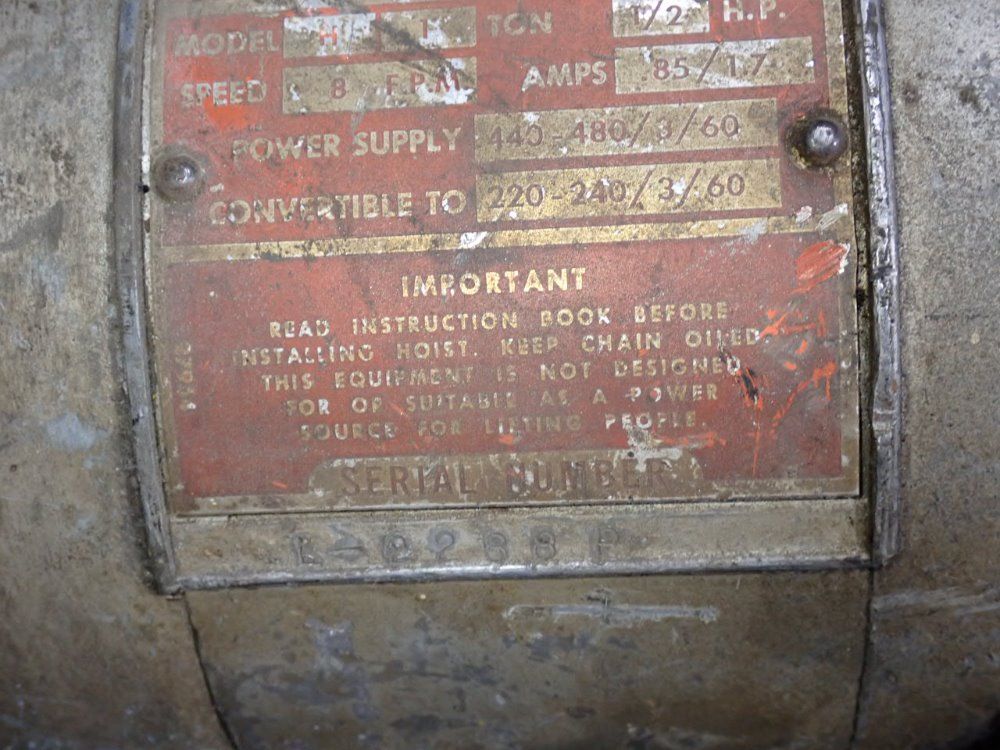 MODEL H 1 TON 1/2 H.P.
SPEED 8 F.P.M. AMPS .85/1.7
POWER SUPPLY 440-480/3/60
CONVERTIBLE TO 220-240/3/60
IMPORTANT
READ INSTRUCTION BOOK BEFORE
INSTALLING HOIST. KEEP CHAIN OILED.
THIS EQUIPMENT IS NOT DESIGNED
FOR OR SUITABLE AS A POWER
SOURCE FOR LIFTING PEOPLE.
SERIAL NUMBER